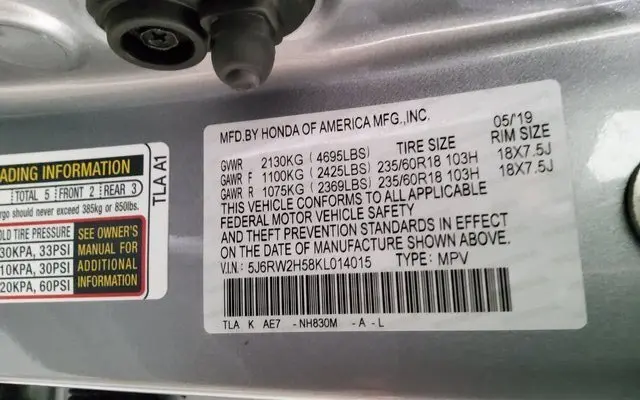 ADING INFORMATION
TOTAL 5 FRONT 2 REAR 3
rgo should never exceed 385kg or 850lbs.
LD TIRE PRESSURE
30KPA, 33PSI
10KPA, 30PSI
20KPA, 60PSI
SEE OWNER'S
MANUAL FOR
ADDITIONAL
INFORMATION
TLA A1
MFD.BY HONDA OF AMERICA MFG.,INC. 05/19
GVWR 2130KG ( 4695LBS) TIRE SIZE RIM SIZE
GAWR F 1100KG ( 2425LBS) 235/60R18 103H 18X7.5J
GAWR R 1075KG ( 2369LBS) 235/60R18 103H 18X7.5J
THIS VEHICLE CONFORMS TO ALL APPLICABLE
FEDERAL MOTOR VEHICLE SAFETY
AND THEFT PREVENTION STANDARDS IN EFFECT
ON THE DATE OF MANUFACTURE SHOWN ABOVE.
V.I.N.: 5J6RW2H58KL014015 TYPE: MPV
TLA K AE7 -NH830M -A -L